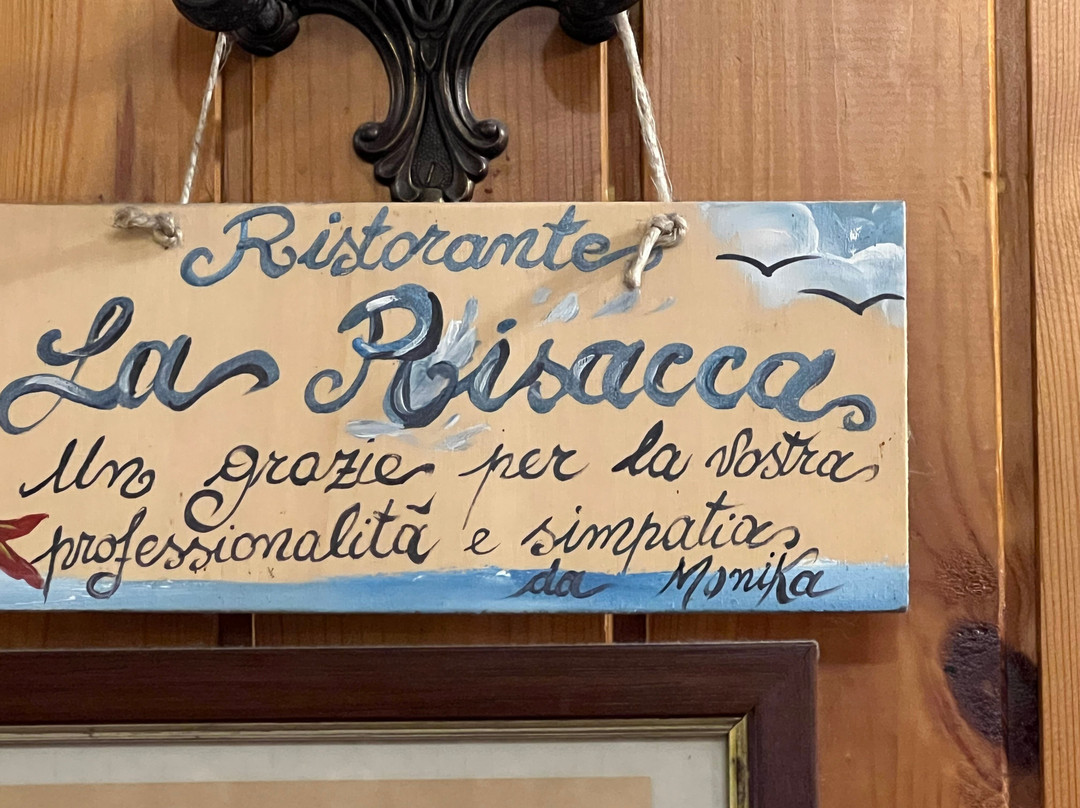 Ristorante
La Risacca
Un grazie per la vostra
professionalità e simpatia
da Monika